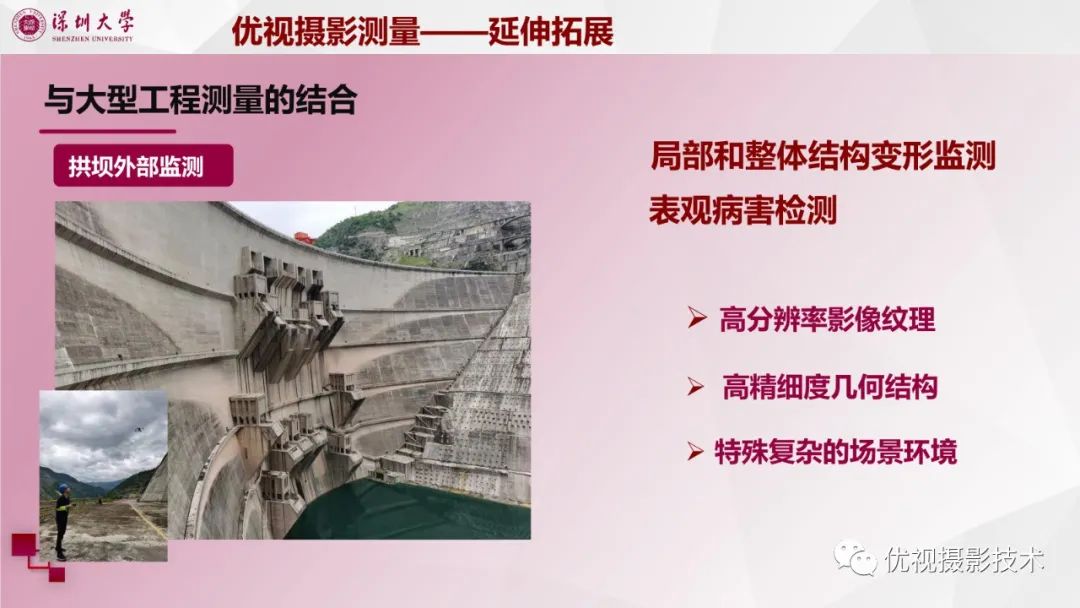 深圳大学
SHENZHEN UNIVERSITY
优视摄影测量——延伸拓展
与大型工程测量的结合
拱坝外部监测
局部和整体结构变形监测
表观病害检测
高分辨率影像纹理
高精细度几何结构
特殊复杂的场景环境
优视摄影技术